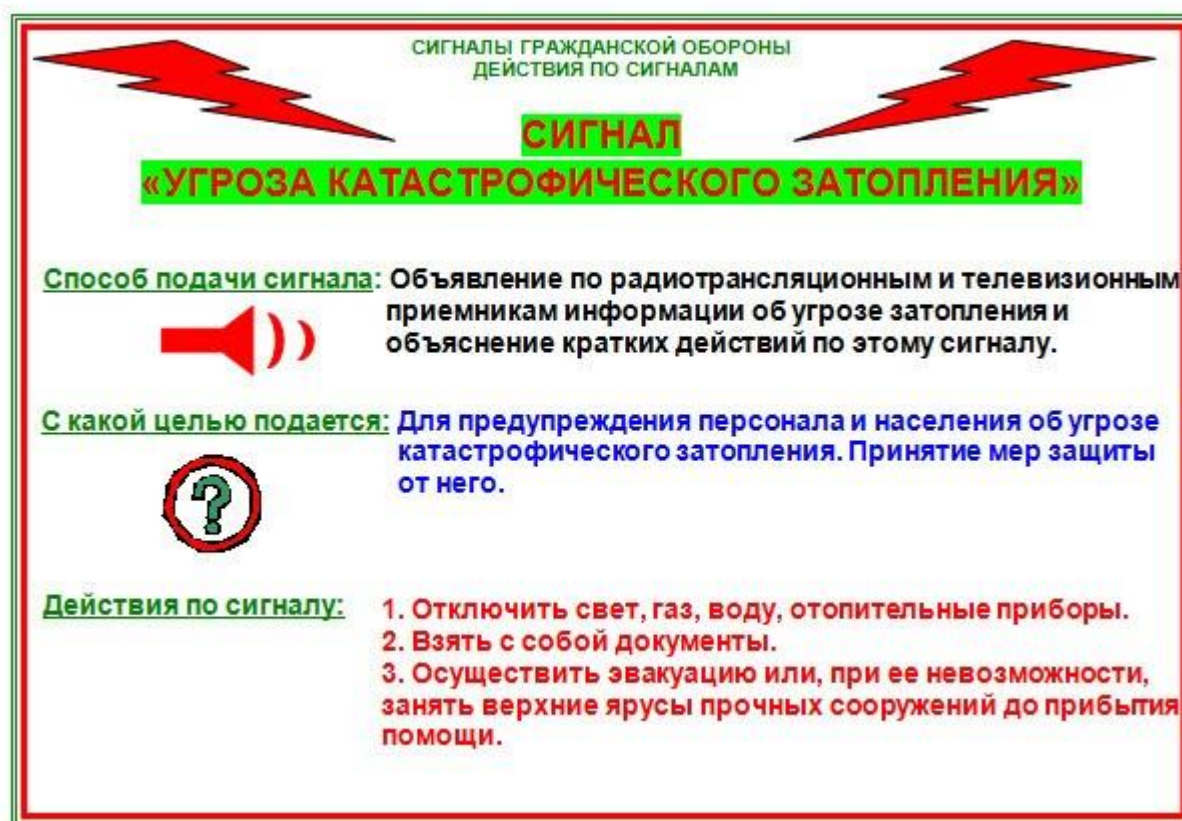 СИГНАЛЫ ГРАЖДАНСКОЙ ОБОРОНЫ
ДЕЙСТВИЯ ПО СИГНАЛАМ
СИГНАЛ
«УГРОЗА КАТАСТРОФИЧЕСКОГО ЗАТОПЛЕНИЯ»
Способ подачи сигнала: Объявление по радиотрансляционным и телевизионным
приемникам информации об угрозе затопления и
объяснение кратких действий по этому сигналу.
С какой целью подается: Для предупреждения персонала и населения об угрозе
катастрофического затопления. Принятие мер защиты
от него.
Действия по сигналу: 1. Отключить свет, газ, воду, отопительные приборы.
2. Взять с собой документы.
3. Осуществить эвакуацию или, при ее невозможности,
занять верхние ярусы прочных сооружений до прибытия
помощи.